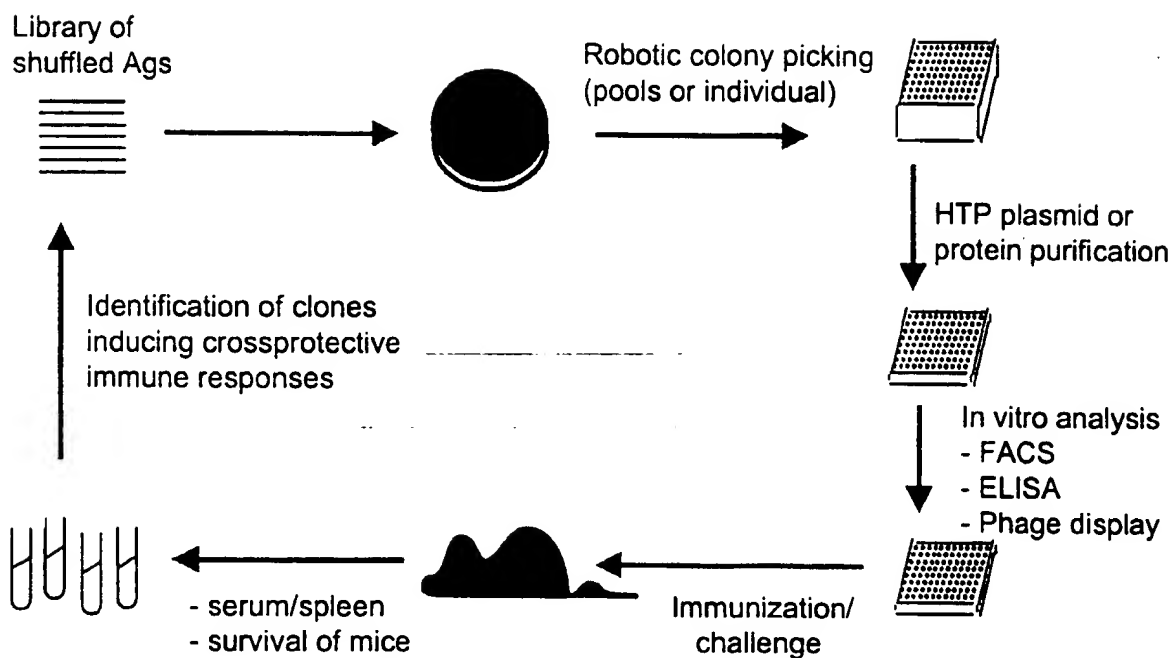 Library of
shuffled Ags
Robotic colony picking
(pools or individual)
HTP plasmid or
protein purification
In vitro analysis
- FACS
- ELISA
- Phage display
Immunization/
challenge
- serum/spleen
- survival of mice
Identification of clones
inducing crossprotective
immune responses